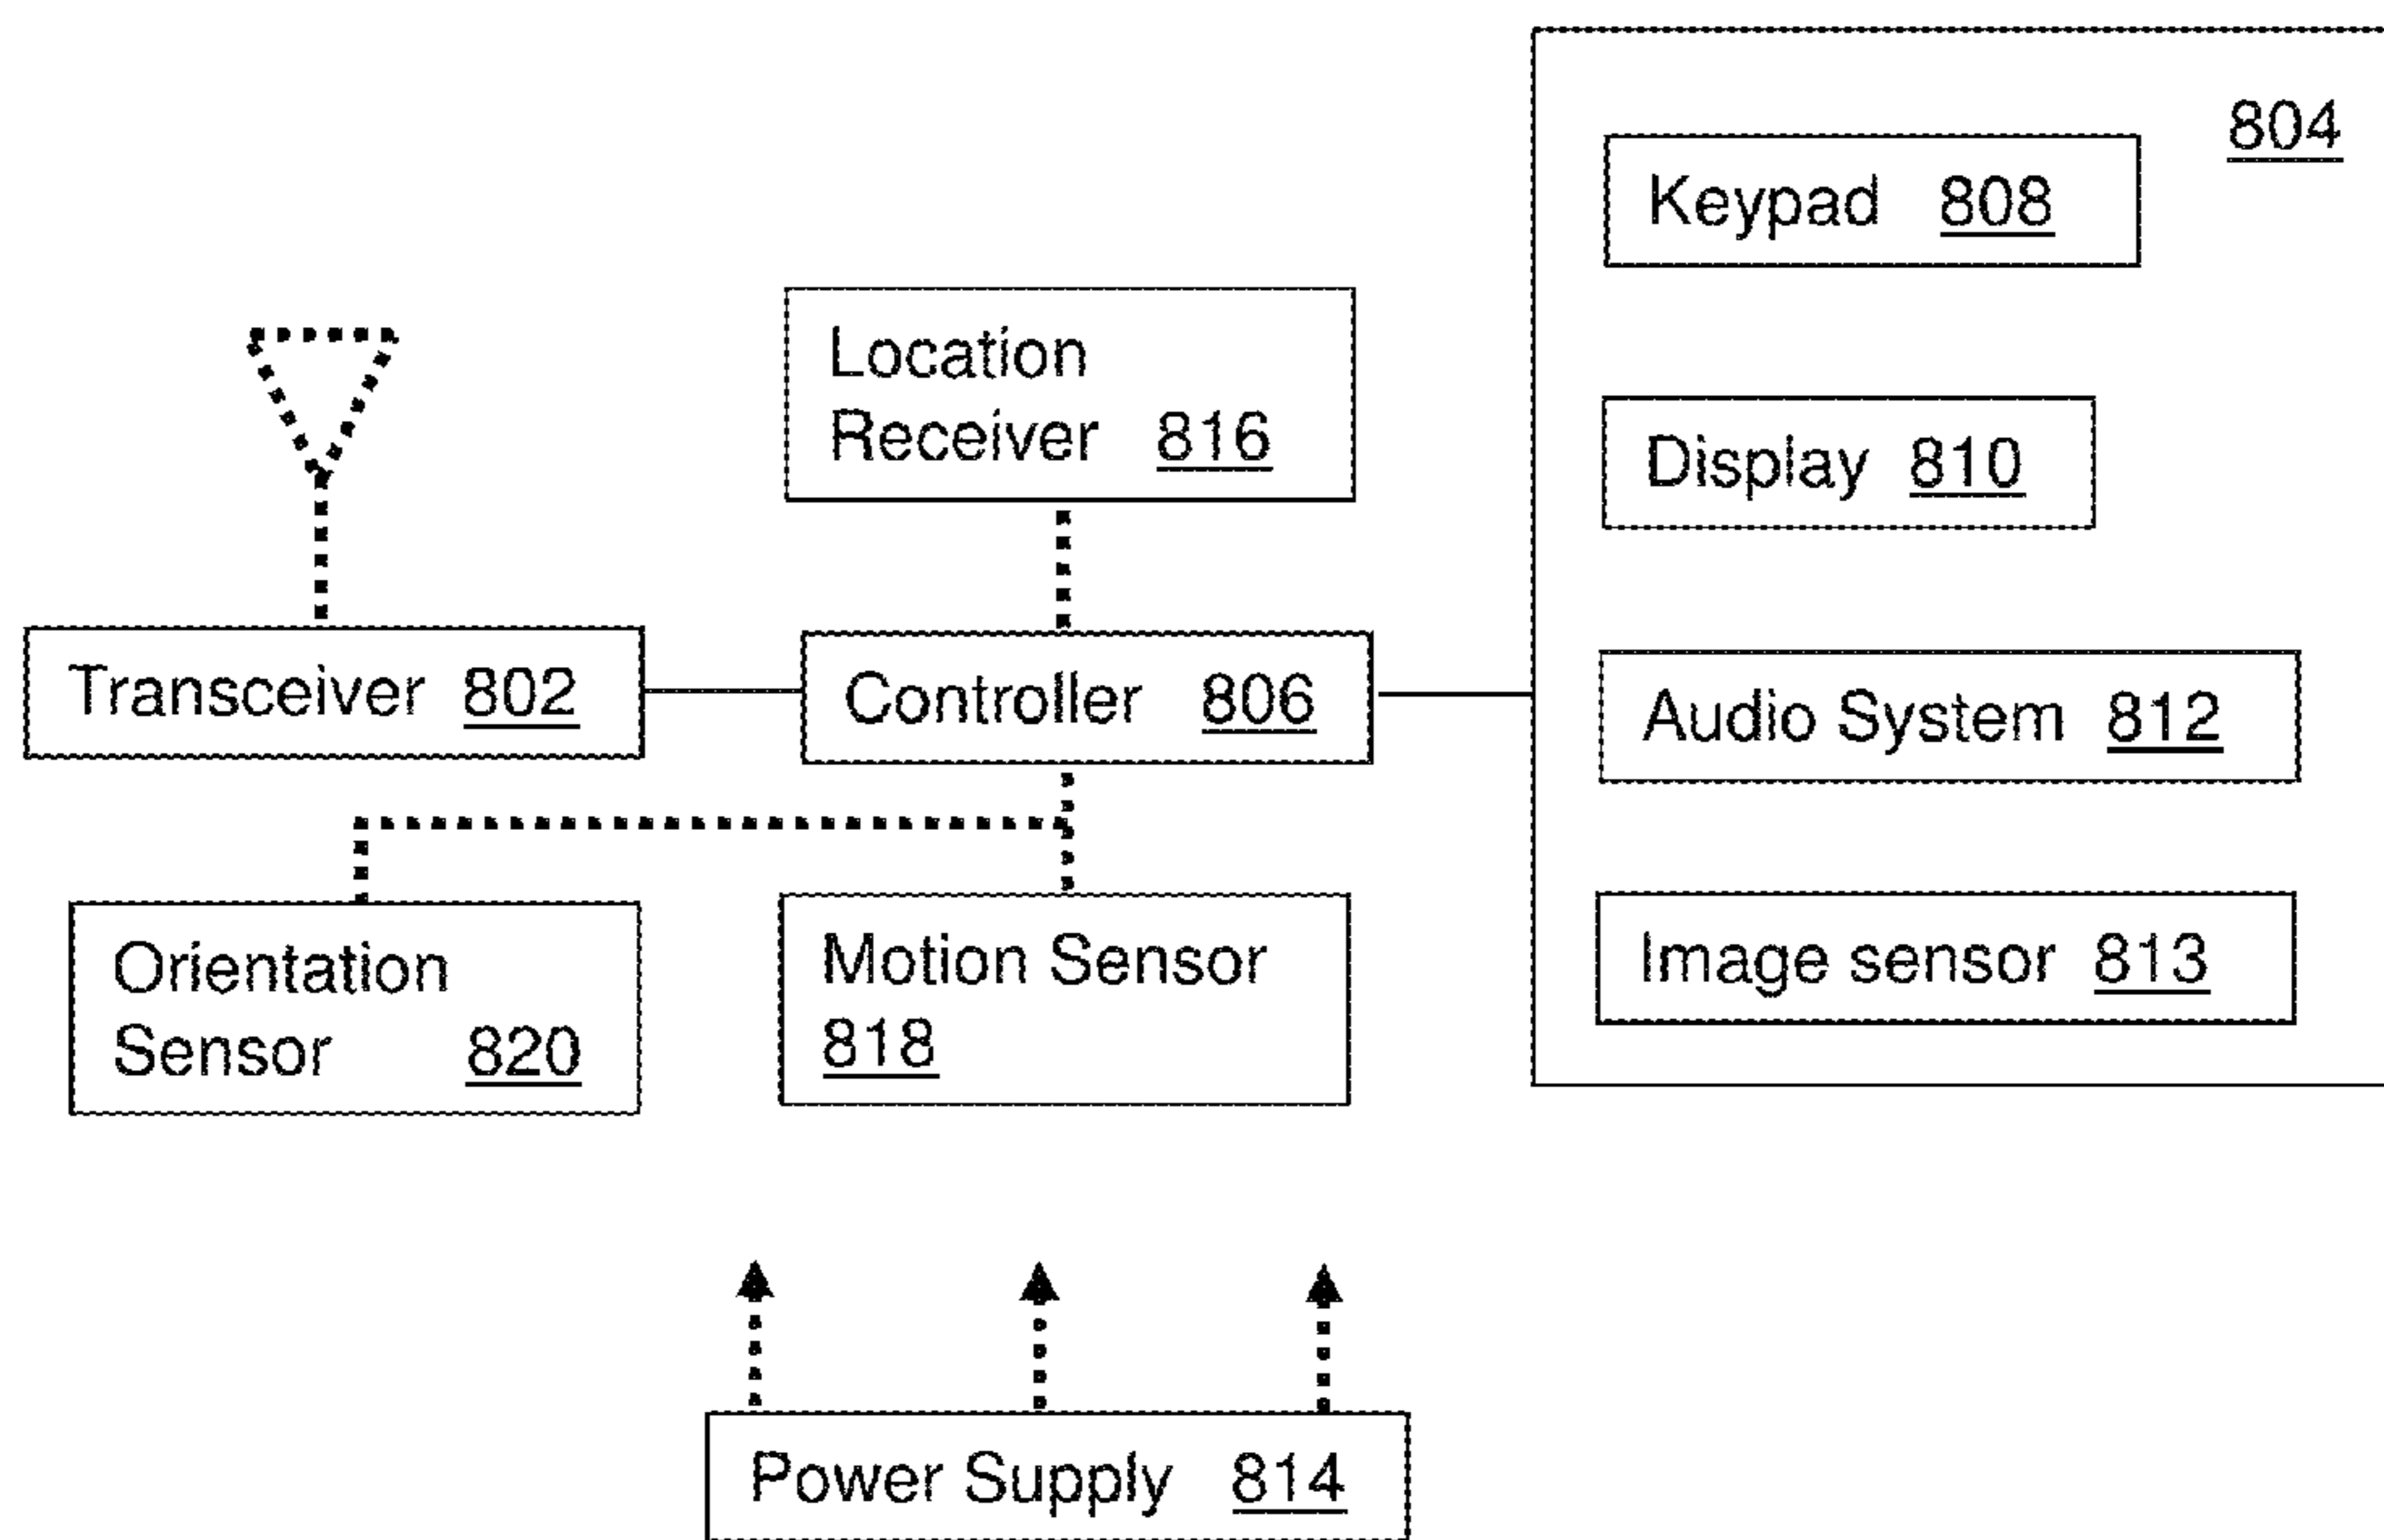 804
Keypad 808
Location
Receiver 816
Display 810
Transceiver 802
Controller 806
Audio System 812
Orientation
Sensor 820
Motion Sensor
818
Image sensor 813
Power Supply 814